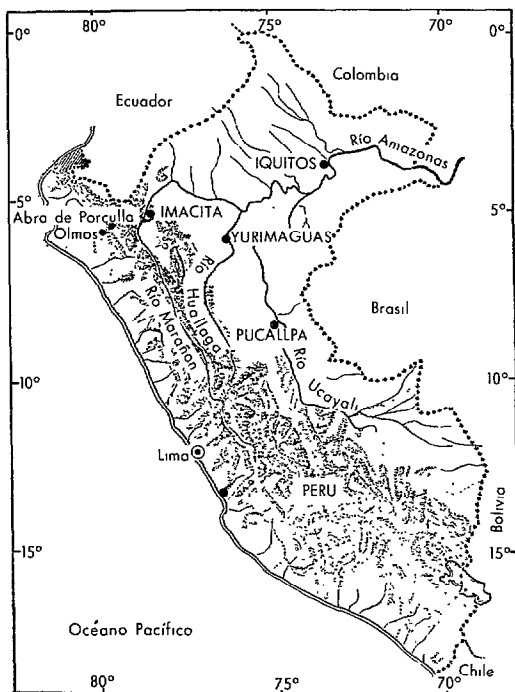 80°
75°
70°
0°
0°
Colombia
Ecuador
Río Amazonas
IQUITOS
5°
5°
Abra de Porculla
IMACITA
Olmos
YURIMAGUAS
Río
Huallaga
Río Marañon
Brasil
PUCALLPA
Río
Ucayali
10°
10°
Lima
PERU
Bolivia
15°
15°
Océano Pacífico
Chile
80°
75°
70°